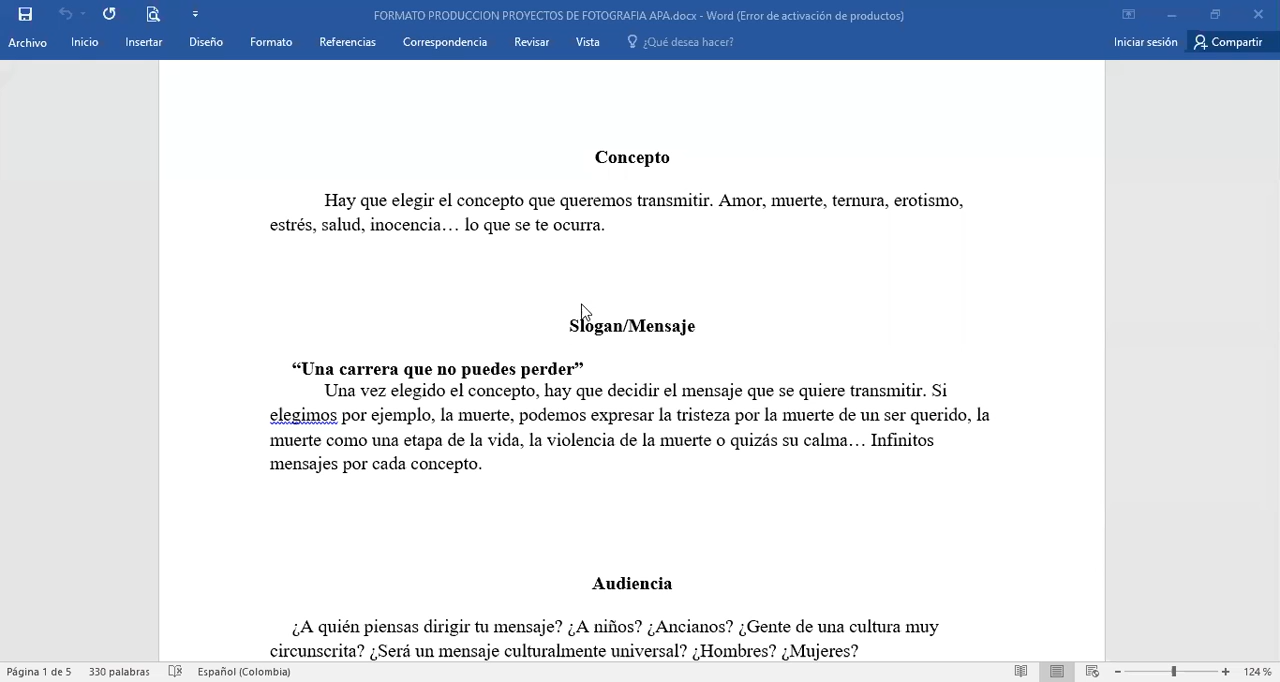 FORMATO PRODUCCION PROYECTOS DE FOTOGRAFIA APA.docx - Word (Error de activación de productos)
Archivo Inicio Insertar Diseño Formato Referencias Correspondencia Revisar Vista ¿Qué desea hacer? Iniciar sesión Compartir
Concepto
Hay que elegir el concepto que queremos transmitir. Amor, muerte, ternura, erotismo,
estrés, salud, inocencia… lo que se te ocurra.
Slogan/Mensaje
“Una carrera que no puedes perder”
Una vez elegido el concepto, hay que decidir el mensaje que se quiere transmitir. Si
elegimos por ejemplo, la muerte, podemos expresar la tristeza por la muerte de un ser querido, la
muerte como una etapa de la vida, la violencia de la muerte o quizás su calma… Infinitos
mensajes por cada concepto.
Audiencia
¿A quién piensas dirigir tu mensaje? ¿A niños? ¿Ancianos? ¿Gente de una cultura muy
circunscrita? ¿Será un mensaje culturalmente universal? ¿Hombres? ¿Mujeres?
Página 1 de 5 330 palabras Español (Colombia) 124 %